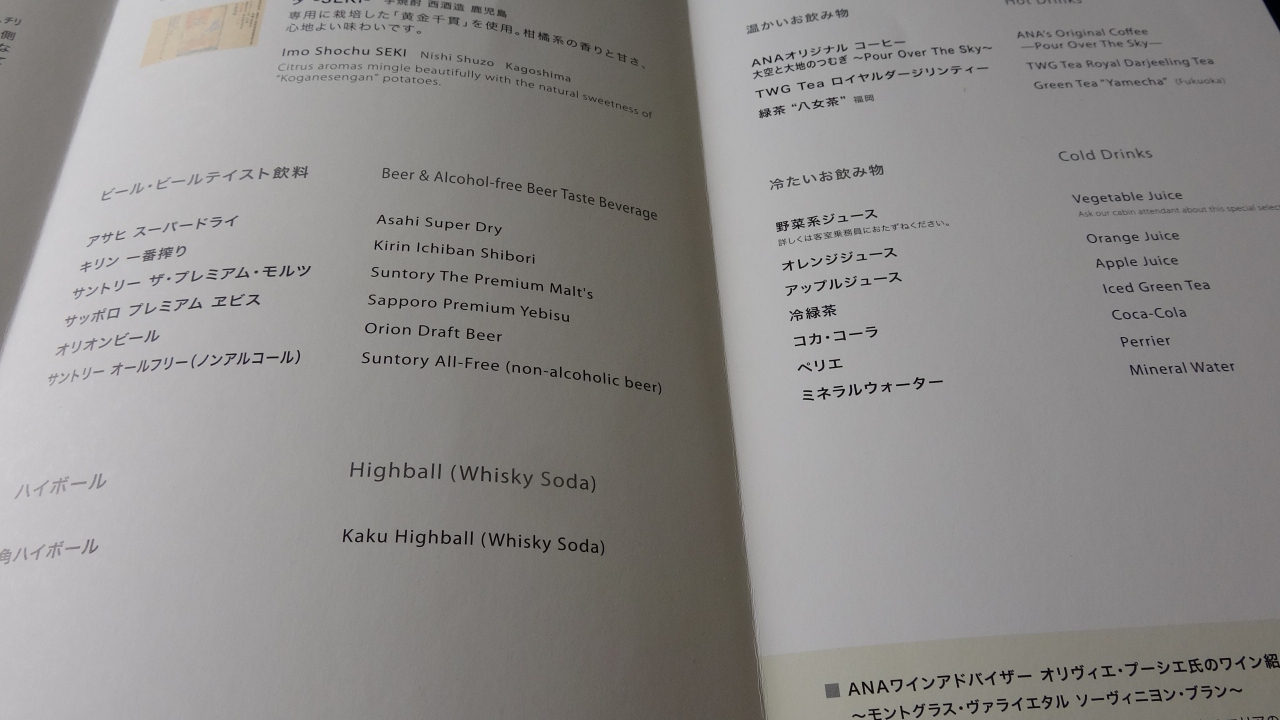 芋焼酎 西酒造 鹿児島
専用に栽培した「黄金千貫」を使用。柑橘系の香りと甘さ、
心地よい味わいです。
Imo Shochu SEKI Nishi Shuzo Kagoshima
Citrus aromas mingle beautifully with the natural sweetness of
"Koganesengan" potatoes.
ビール・ビールテイスト飲料 Beer & Alcohol-free Beer Taste Beverage
アサヒ スーパードライ Asahi Super Dry
キリン 一番搾り Kirin Ichiban Shibori
サントリー ザ・プレミアム・モルツ Suntory The Premium Malt's
サッポロ プレミアム ヱビス Sapporo Premium Yebisu
オリオンビール Orion Draft Beer
サントリー オールフリー(ノンアルコール) Suntory All-Free (non-alcoholic beer)
ハイボール Highball (Whisky Soda)
角ハイボール Kaku Highball (Whisky Soda)
温かいお飲み物 Hot Drinks
ANAオリジナル コーヒー ANA's Original Coffee
大空と大地のつむぎ ~Pour Over The Sky~ —Pour Over The Sky—
TWG Tea ロイヤルダージリンティー TWG Tea Royal Darjeeling Tea
緑茶 "八女茶" 福岡 Green Tea "Yamecha" (Fukuoka)
冷たいお飲み物 Cold Drinks
野菜系ジュース Vegetable Juice
詳しくは客室乗務員におたずねください。 Ask our cabin attendant about this special
オレンジジュース Orange Juice
アップルジュース Apple Juice
冷緑茶 Iced Green Tea
コカ・コーラ Coca-Cola
ペリエ Perrier
ミネラルウォーター Mineral Water
■ ANAワインアドバイザー オリヴィエ・プーシエ氏のワイン紹
～モントグラス・ヴァライエタル ソーヴィニヨン・ブラン～